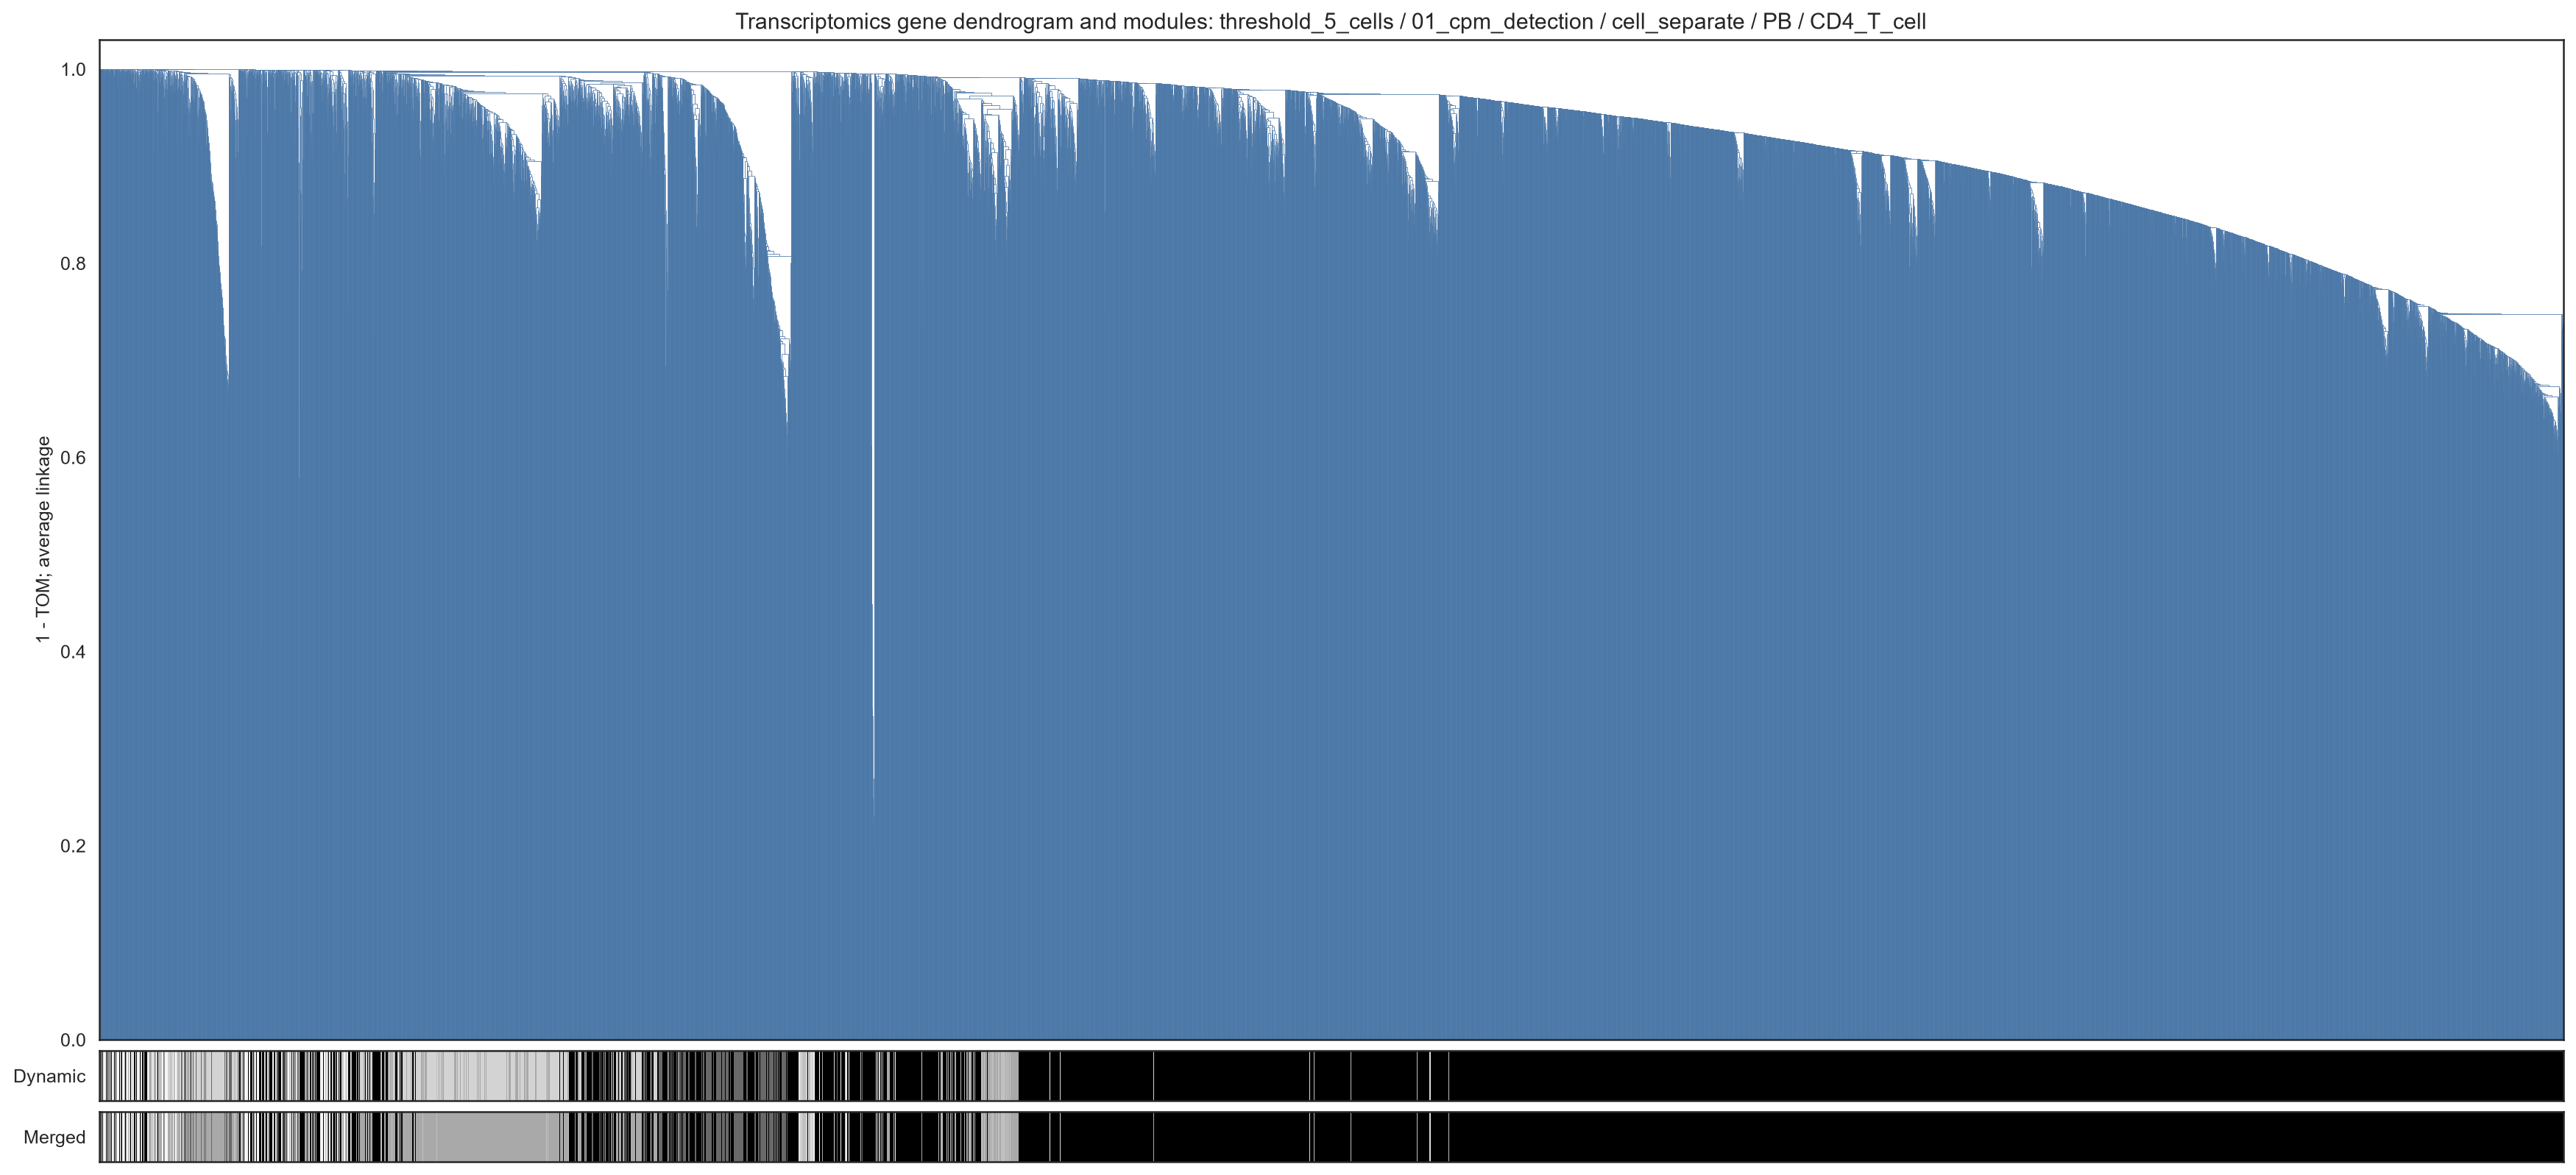 Transcriptomics gene dendrogram and modules: threshold_5_cells / 01_cpm_detection / cell_separate / PB / CD4_T_cell
1.0
0.8
0.6
0.4
0.2
0.0
1 - TOM; average linkage
Dynamic
Merged